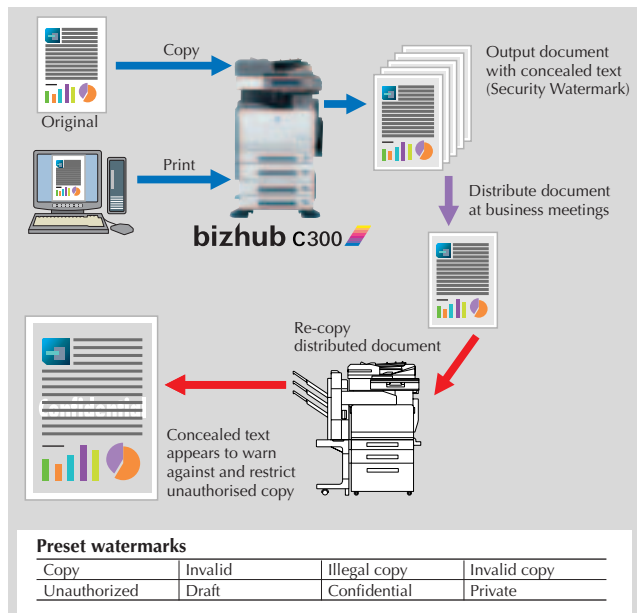 Copy
Original
Print
bizhub C300
Output document
with concealed text
(Security Watermark)
Distribute document
at business meetings
Re-copy
distributed document
Confidential
Concealed text
appears to warn
against and restrict
unauthorised copy
Preset watermarks
Copy Invalid Illegal copy Invalid copy
Unauthorized Draft Confidential Private